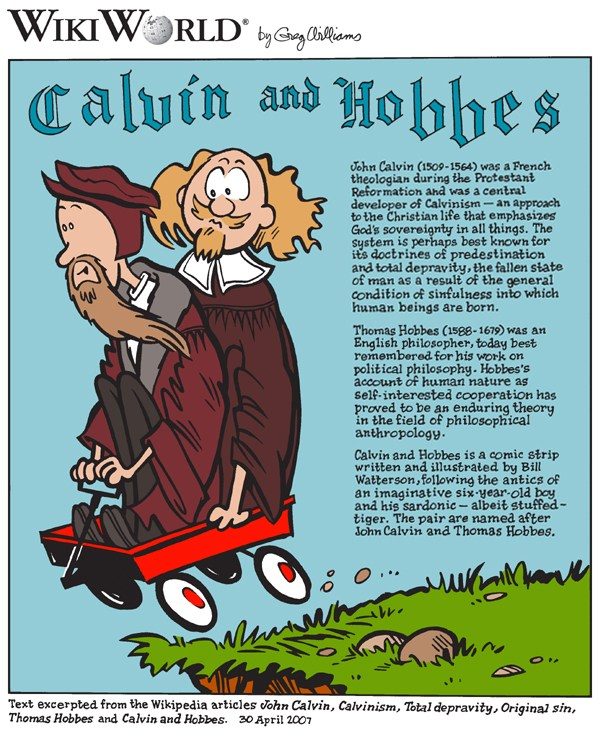 WIKIWORLD® by Greg Williams
Calvin and Hobbes
John Calvin (1509-1564) was a French
theologian during the Protestant
Reformation and was a central
developer of Calvinism — an approach
to the Christian life that emphasizes
God's sovereignty in all things. The
system is perhaps best known for
its doctrines of predestination
and total depravity, the fallen state
of man as a result of the general
condition of sinfulness into which
human beings are born.
Thomas Hobbes (1588-1679) was an
English philosopher, today best
remembered for his work on
political philosophy. Hobbes's
account of human nature as
self-interested cooperation has
proved to be an enduring theory
in the field of philosophical
anthropology.
Calvin and Hobbes is a comic strip
written and illustrated by Bill
Watterson, following the antics of
an imaginative six-year-old boy
and his sardonic — albeit stuffed —
tiger. The pair are named after
John Calvin and Thomas Hobbes.
Text excerpted from the Wikipedia articles John Calvin, Calvinism, Total depravity, Original sin,
Thomas Hobbes and Calvin and Hobbes. 30 April 2007